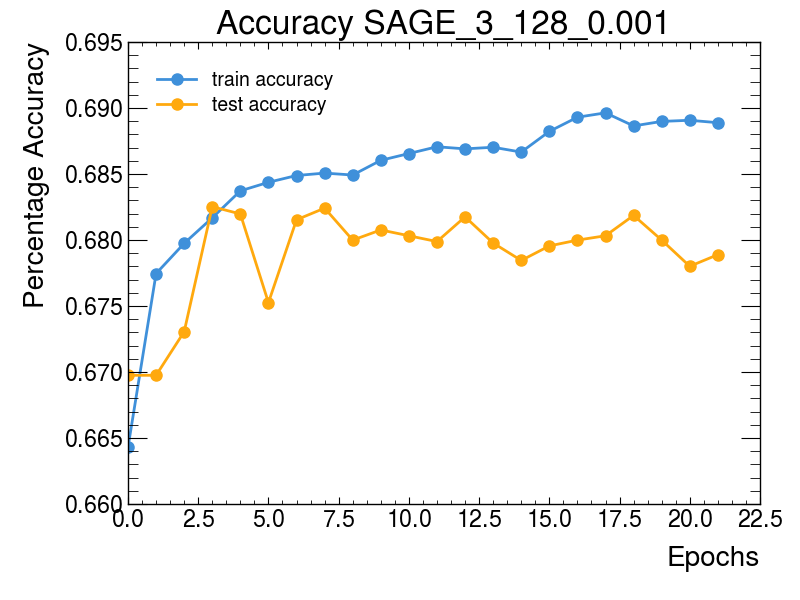 Accuracy SAGE_3_128_0.001
Percentage Accuracy
0.695
0.690
0.685
0.680
0.675
0.670
0.665
0.660
train accuracy
test accuracy
0.0 2.5 5.0 7.5 10.0 12.5 15.0 17.5 20.0 22.5
Epochs